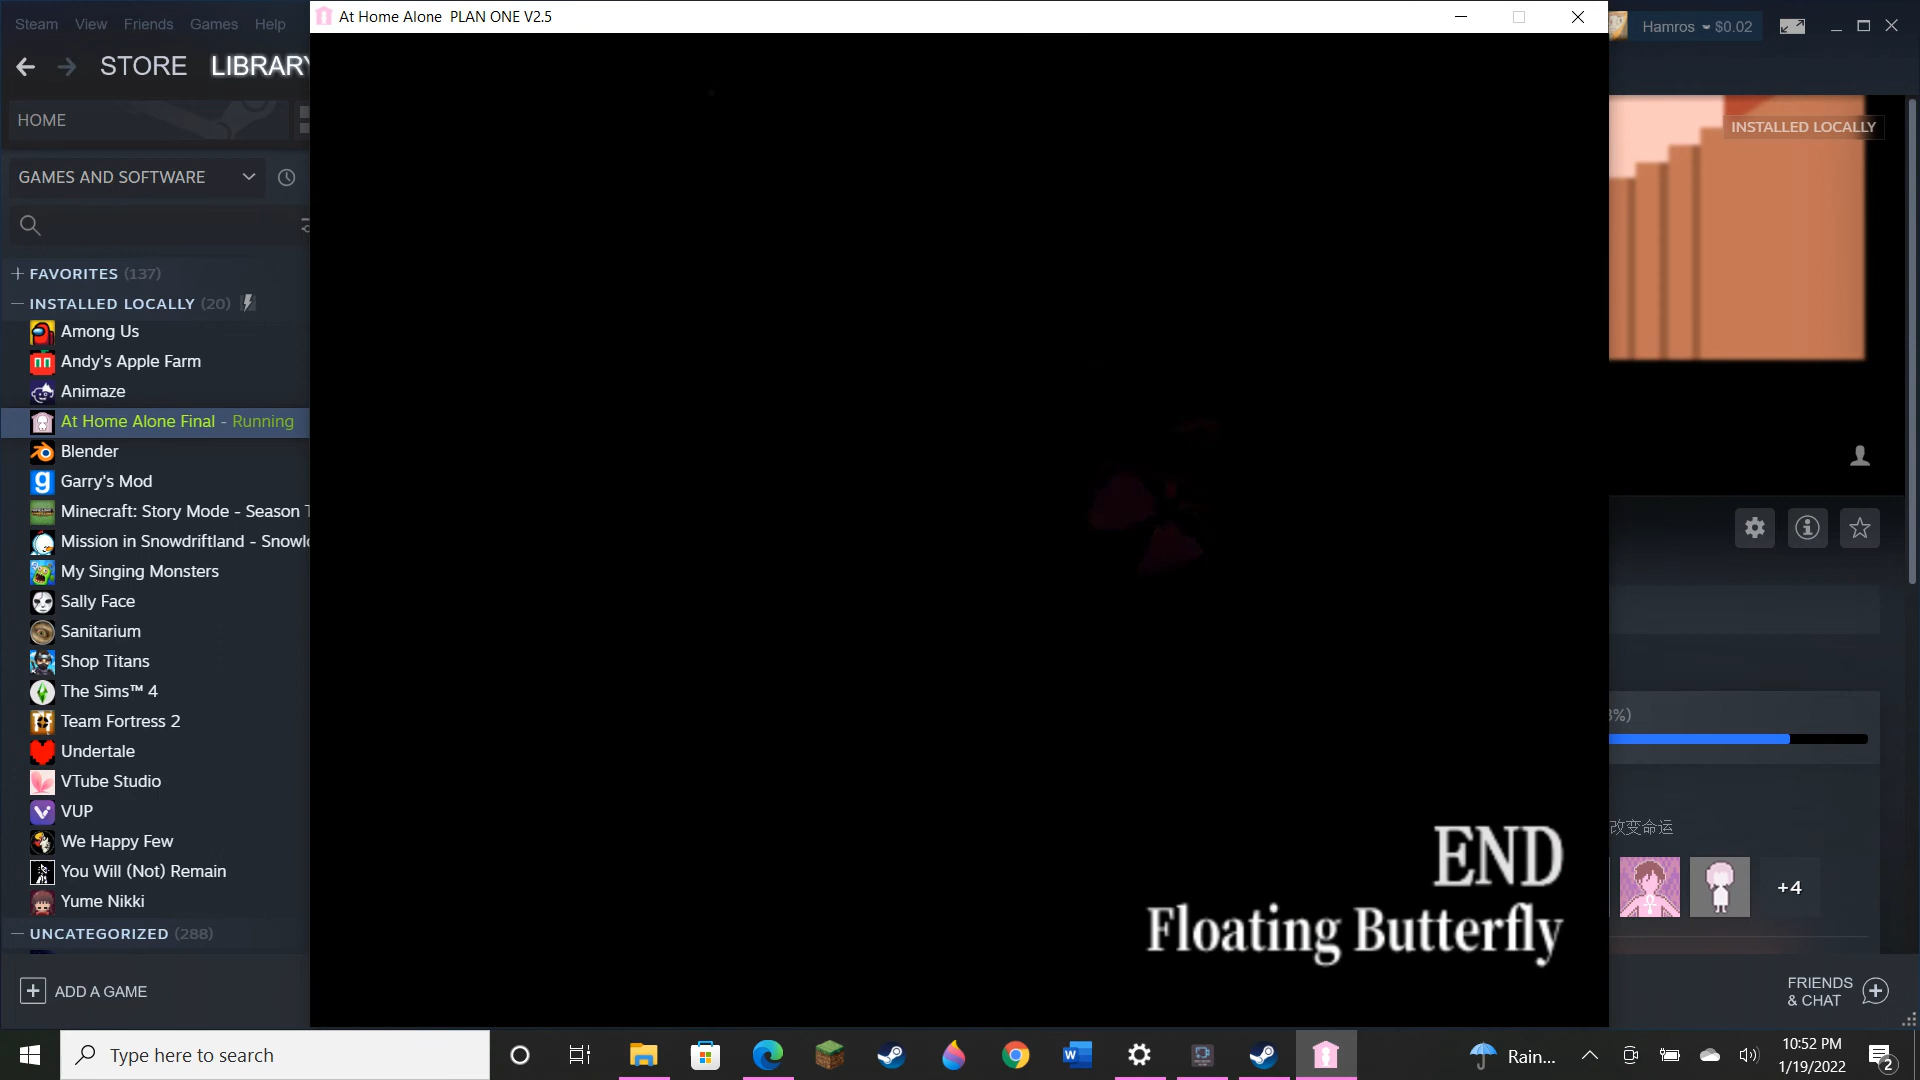 Steam View Friends Games Help
At Home Alone PLAN ONE V2.5
Hamros $0.02
STORE LIBRARY
HOME
INSTALLED LOCALLY
GAMES AND SOFTWARE
+ FAVORITES (137)
— INSTALLED LOCALLY (20)
Among Us
Andy's Apple Farm
Animaze
At Home Alone Final - Running
Blender
Garry's Mod
Minecraft: Story Mode - Season
Mission in Snowdriftland - Snowl
My Singing Monsters
Sally Face
Sanitarium
Shop Titans
The Sims™ 4
Team Fortress 2
%)
Undertale
VTube Studio
VUP
改变命运
We Happy Few
You Will (Not) Remain
Yume Nikki
+4
END
Floating Butterfly
— UNCATEGORIZED (288)
ADD A GAME
FRIENDS
& CHAT
Type here to search
Rain...
10:52 PM
1/19/2022
2